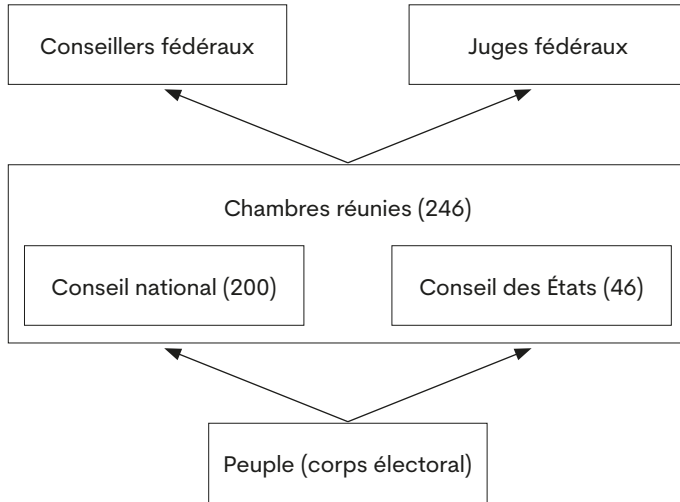 Conseillers fédéraux
Juges fédéraux
Chambres réunies (246)
Conseil national (200)
Conseil des États (46)
Peuple (corps électoral)